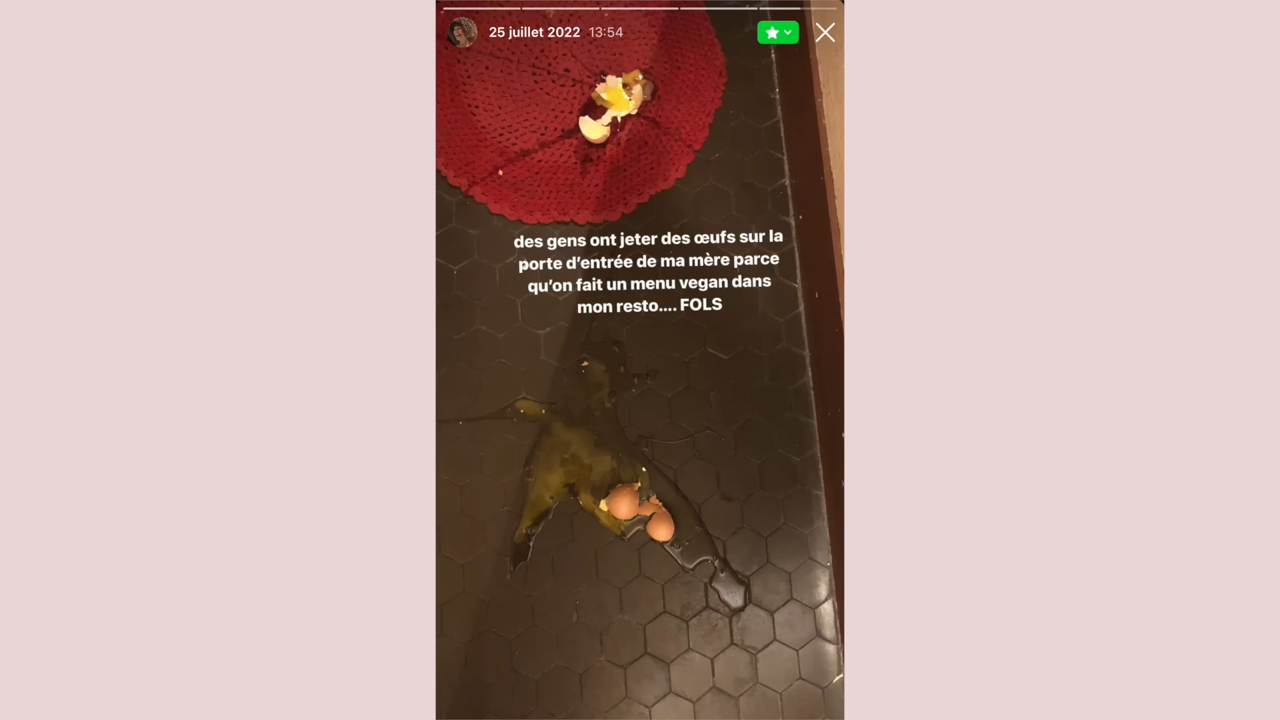 25 juillet 2022 13:54
des gens ont jeter des œufs sur la
porte d'entrée de ma mère parce
qu'on fait un menu vegan dans
mon resto.... FOLS